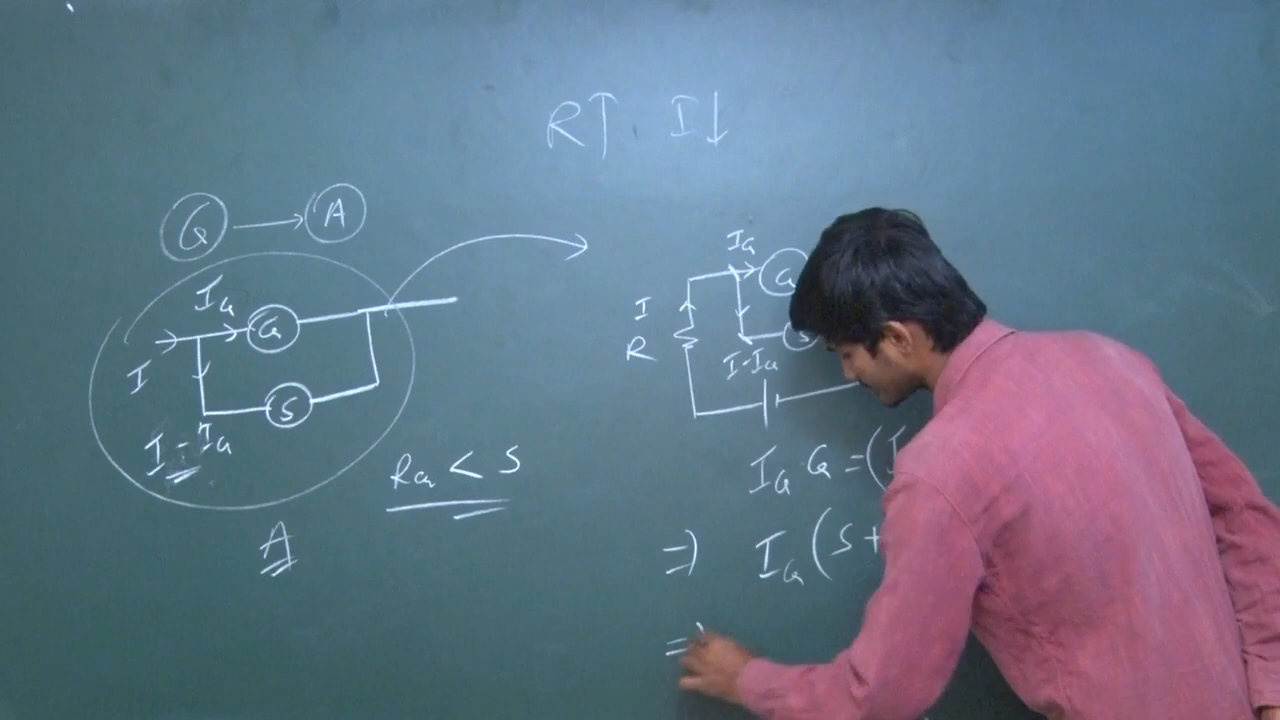 R↑ I↓
G → A
I_G
G
I
S
I - I_G
R_G < S
A
I_G
G
I
R
S
I - I_G
I_G G = (I
⇒ I_G (S +
⇒